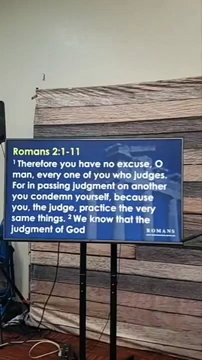 Romans 2:1-11
¹ Therefore you have no excuse, O
man, every one of you who judges.
For in passing judgment on another
you condemn yourself, because
you, the judge, practice the very
same things. ² We know that the
judgment of God
ROMANS